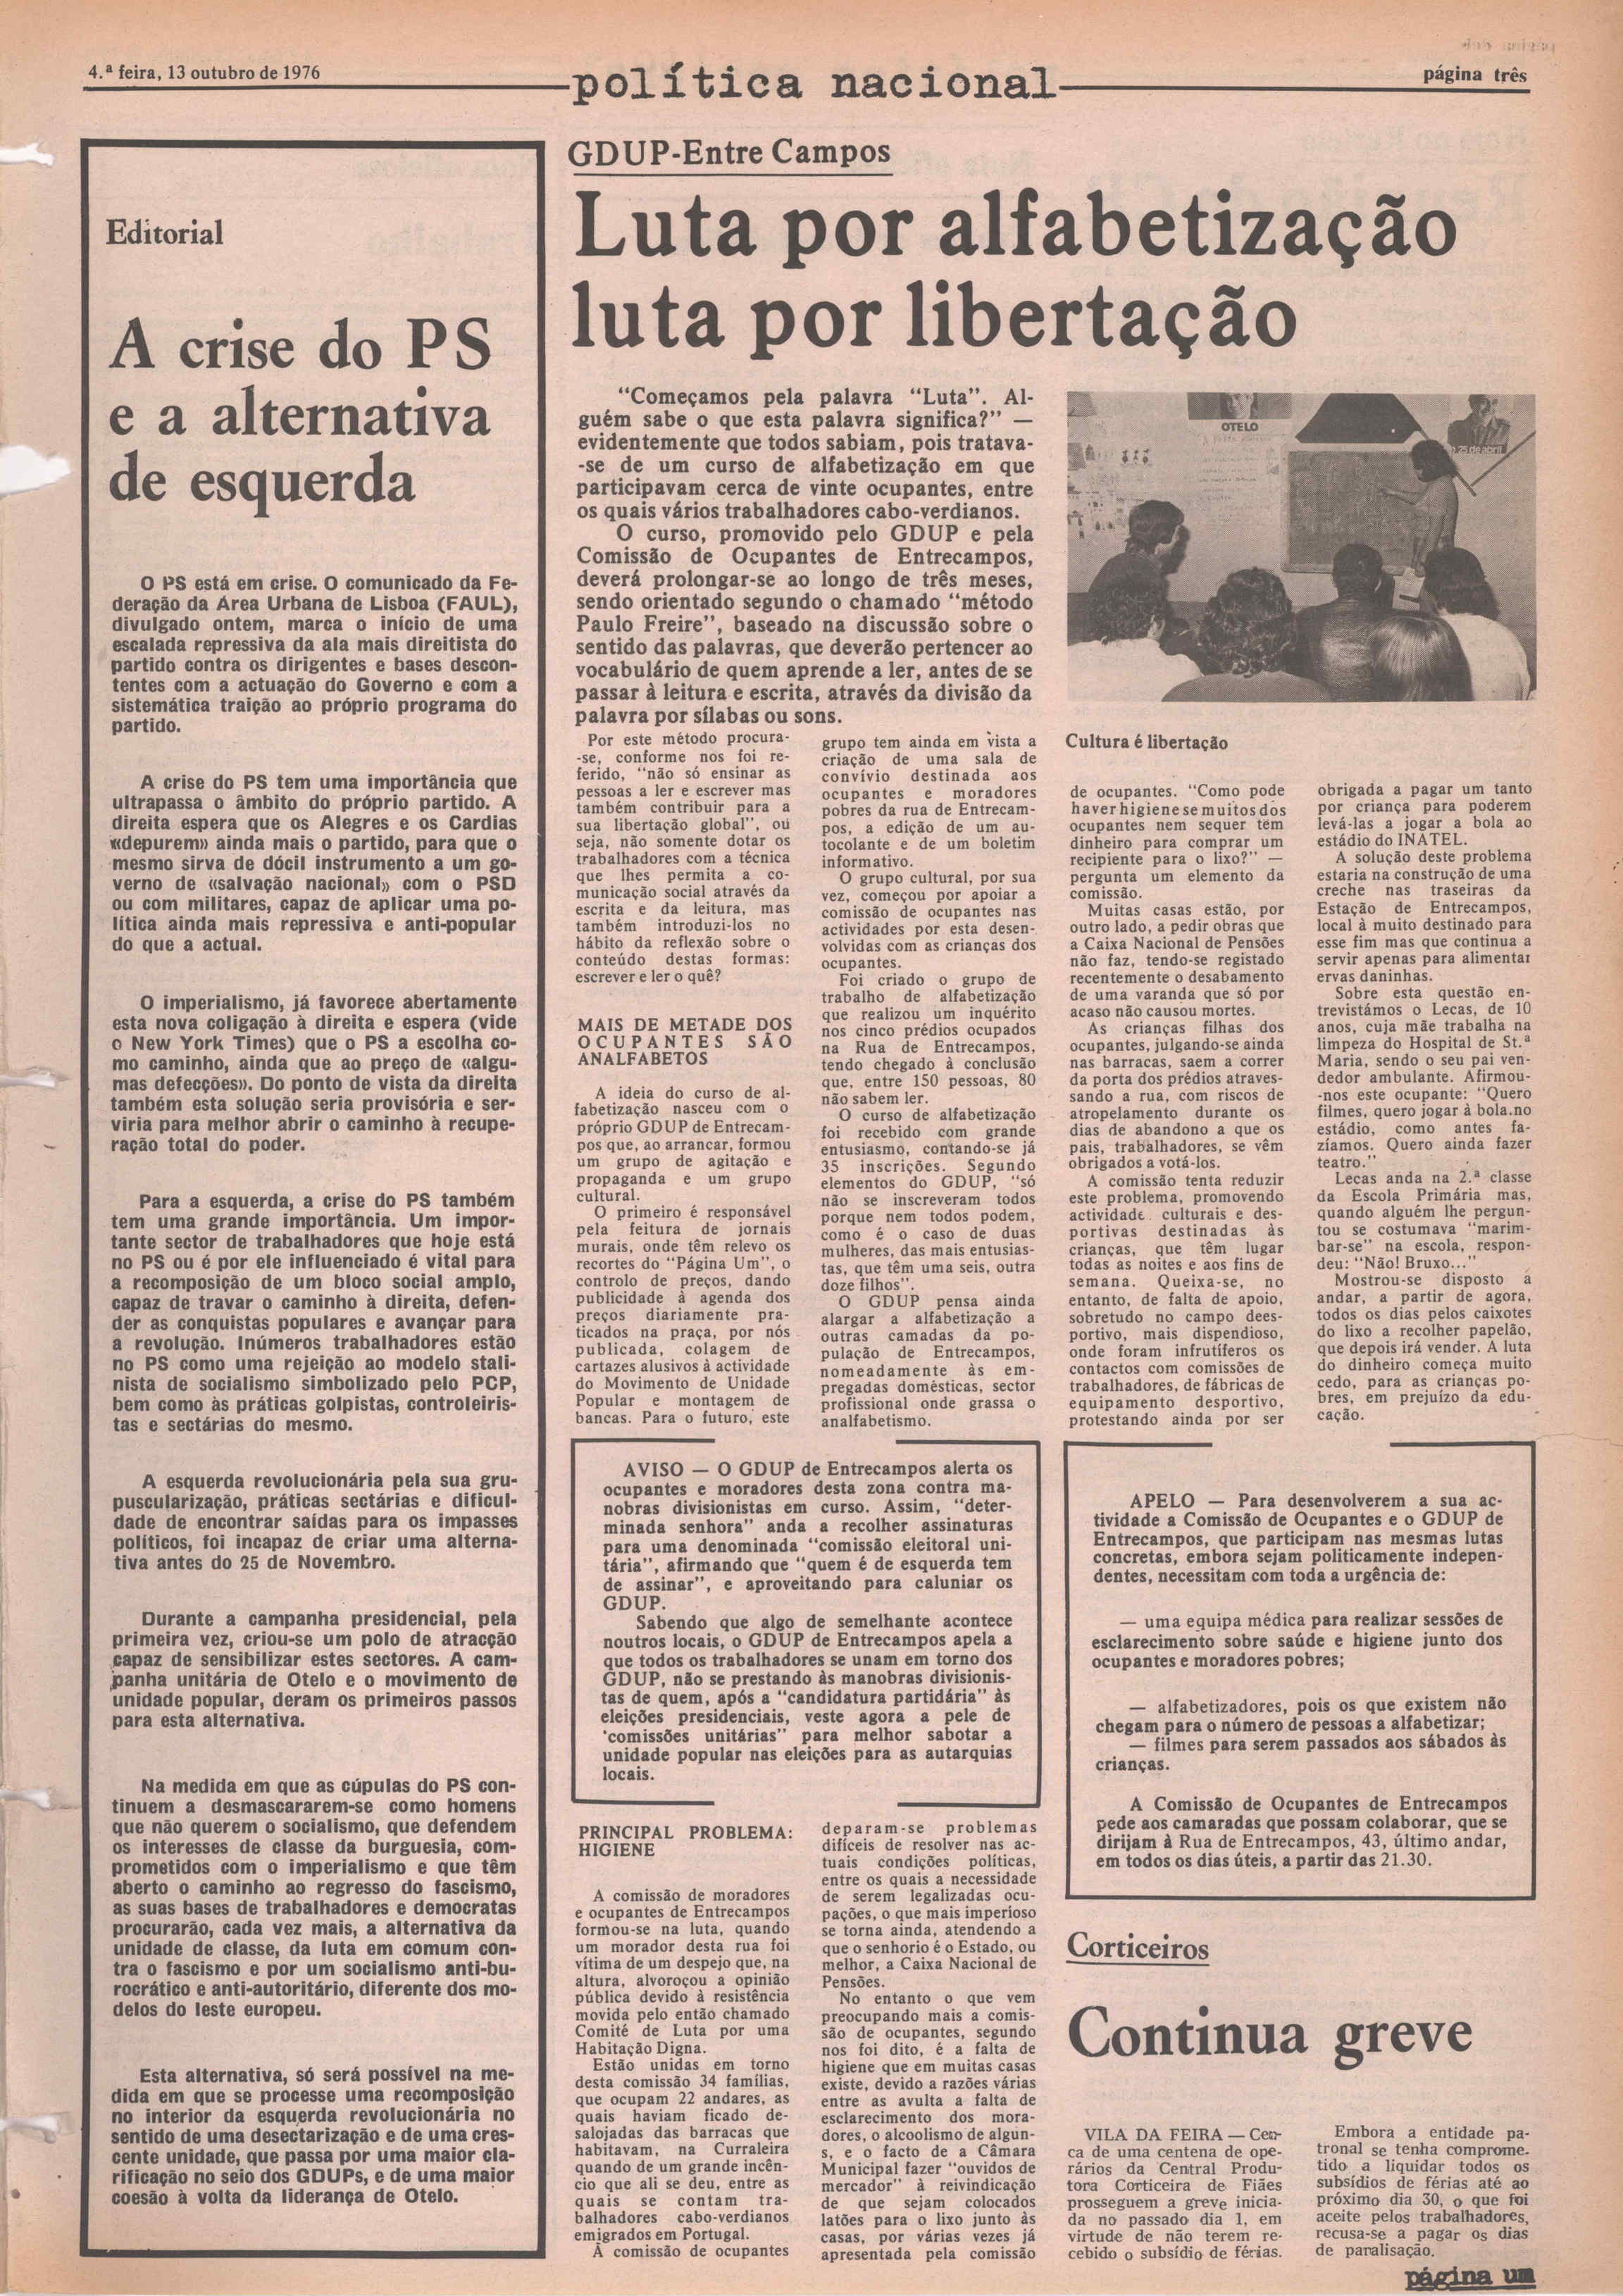 4.ª feira, 13 outubro de 1976
política nacional
página três
Editorial
A crise do PS
e a alternativa
de esquerda
O PS está em crise. O comunicado da Fe-
deração da Área Urbana de Lisboa (FAUL),
divulgado ontem, marca o início de uma
escalada repressiva da ala mais direitista do
partido contra os dirigentes e bases descon-
tentes com a actuação do Governo e com a
sistemática traição ao próprio programa do
partido.
A crise do PS tem uma importância que
ultrapassa o âmbito do próprio partido. A
direita espera que os Alegres e os Cardias
«depurem» ainda mais o partido, para que o
mesmo sirva de dócil instrumento a um go-
verno de «salvação nacional» com o PSD
ou com militares, capaz de aplicar uma po-
lítica ainda mais repressiva e anti-popular
do que a actual.
O imperialismo, já favorece abertamente
esta nova coligação à direita e espera (vide
o New York Times) que o PS a escolha co-
mo caminho, ainda que ao preço de «algu-
mas defecções». Do ponto de vista da direita
também esta solução seria provisória e ser-
viria para melhor abrir o caminho à recupe-
ração total do poder.
Para a esquerda, a crise do PS também
tem uma grande importância. Um impor-
tante sector de trabalhadores que hoje está
no PS ou é por ele influenciado é vital para
a recomposição de um bloco social amplo,
capaz de travar o caminho à direita, defen-
der as conquistas populares e avançar para
a revolução. Inúmeros trabalhadores estão
no PS como uma rejeição ao modelo stali-
nista de socialismo simbolizado pelo PCP,
bem como às práticas golpistas, controleiris-
tas e sectárias do mesmo.
A esquerda revolucionária pela sua gru-
puscularização, práticas sectárias e dificul-
dade de encontrar saídas para os impasses
políticos, foi incapaz de criar uma alterna-
tiva antes do 25 de Novembro.
Durante a campanha presidencial, pela
primeira vez, criou-se um polo de atracção
capaz de sensibilizar estes sectores. A cam-
panha unitária de Otelo e o movimento de
unidade popular, deram os primeiros passos
para esta alternativa.
Na medida em que as cúpulas do PS con-
tinuem a desmascararem-se como homens
que não querem o socialismo, que defendem
os interesses de classe da burguesia, com-
prometidos com o imperialismo e que têm
aberto o caminho ao regresso do fascismo,
as suas bases de trabalhadores e democratas
procurarão, cada vez mais, a alternativa da
unidade de classe, da luta em comum con-
tra o fascismo e por um socialismo anti-bu-
rocrático e anti-autoritário, diferente dos mo-
delos do leste europeu.
Esta alternativa, só será possível na me-
dida em que se processe uma recomposição
no interior da esquerda revolucionária no
sentido de uma desectarização e de uma cres-
cente unidade, que passa por uma maior cla-
rificação no seio dos GDUPs, e de uma maior
coesão à volta da liderança de Otelo.
GDUP-Entre Campos
Luta por alfabetização
luta por libertação
“Começamos pela palavra “Luta”. Al-
guém sabe o que esta palavra significa?” —
evidentemente que todos sabiam, pois tratava-
-se de um curso de alfabetização em que
participavam cerca de vinte ocupantes, entre
os quais vários trabalhadores cabo-verdianos.
O curso, promovido pelo GDUP e pela
Comissão de Ocupantes de Entrecampos,
deverá prolongar-se ao longo de três meses,
sendo orientado segundo o chamado “método
Paulo Freire”, baseado na discussão sobre o
sentido das palavras, que deverão pertencer ao
vocabulário de quem aprende a ler, antes de se
passar à leitura e escrita, através da divisão da
palavra por sílabas ou sons.
OTELO
25 de abril
Cultura é libertação
Por este método procura-
-se, conforme nos foi re-
ferido, “não só ensinar as
pessoas a ler e escrever mas
também contribuir para a
sua libertação global”, ou
seja, não somente dotar os
trabalhadores com a técnica
que lhes permita a co-
municação social através da
escrita e da leitura, mas
também introduzi-los no
hábito da reflexão sobre o
conteúdo destas formas:
escrever e ler o quê?
MAIS DE METADE DOS
OCUPANTES SÃO
ANALFABETOS
A ideia do curso de al-
fabetização nasceu com o
próprio GDUP de Entrecam-
pos que, ao arrancar, formou
um grupo de agitação e
propaganda e um grupo
cultural.
O primeiro é responsável
pela feitura de jornais
murais, onde têm relevo os
recortes do “Página Um”, o
controlo de preços, dando
publicidade à agenda dos
preços diariamente pra-
ticados na praça, por nós
publicada, colagem de
cartazes alusivos à actividade
do Movimento de Unidade
Popular e montagem de
bancas. Para o futuro, este
grupo tem ainda em vista a
criação de uma sala de
convívio destinada aos
ocupantes e moradores
pobres da rua de Entrecam-
pos, a edição de um au-
tocolante e de um boletim
informativo.
O grupo cultural, por sua
vez, começou por apoiar a
comissão de ocupantes nas
actividades por esta desen-
volvidas com as crianças dos
ocupantes.
Foi criado o grupo de
trabalho de alfabetização
que realizou um inquérito
nos cinco prédios ocupados
na Rua de Entrecampos,
tendo chegado à conclusão
que, entre 150 pessoas, 80
não sabem ler.
O curso de alfabetização
foi recebido com grande
entusiasmo, contando-se já
35 inscrições. Segundo
elementos do GDUP, “só
não se inscreveram todos
porque nem todos podem,
como é o caso de duas
mulheres, das mais entusias-
tas, que têm uma seis, outra
doze filhos”.
O GDUP pensa ainda
alargar a alfabetização a
outras camadas da po-
pulação de Entrecampos,
nomeadamente às em-
pregadas domésticas, sector
profissional onde grassa o
analfabetismo.
de ocupantes. “Como pode
haver higiene se muitos dos
ocupantes nem sequer têm
dinheiro para comprar um
recipiente para o lixo?” —
pergunta um elemento da
comissão.
Muitas casas estão, por
outro lado, a pedir obras que
a Caixa Nacional de Pensões
não faz, tendo-se registado
recentemente o desabamento
de uma varanda que só por
acaso não causou mortes.
As crianças filhas dos
ocupantes, julgando-se ainda
nas barracas, saem a correr
da porta dos prédios atraves-
sando a rua, com riscos de
atropelamento durante os
dias de abandono a que os
pais, trabalhadores, se vêm
obrigados a votá-los.
A comissão tenta reduzir
este problema, promovendo
actividade. culturais e des-
portivas destinadas às
crianças, que têm lugar
todas as noites e aos fins de
semana. Queixa-se, no
entanto, de falta de apoio,
sobretudo no campo dees-
portivo, mais dispendioso,
onde foram infrutíferos os
contactos com comissões de
trabalhadores, de fábricas de
equipamento desportivo,
protestando ainda por ser
obrigada a pagar um tanto
por criança para poderem
levá-las a jogar a bola ao
estádio do INATEL.
A solução deste problema
estaria na construção de uma
creche nas traseiras da
Estação de Entrecampos,
local à muito destinado para
esse fim mas que continua a
servir apenas para alimentar
ervas daninhas.
Sobre esta questão en-
trevistámos o Lecas, de 10
anos, cuja mãe trabalha na
limpeza do Hospital de St.ª
Maria, sendo o seu pai ven-
dedor ambulante. Afirmou-
-nos este ocupante: “Quero
filmes, quero jogar à bola.no
estádio, como antes fa-
zíamos. Quero ainda fazer
teatro.”
Lecas anda na 2.ª classe
da Escola Primária mas,
quando alguém lhe pergun-
tou se costumava “marim-
bar-se” na escola, respon-
deu: “Não! Bruxo...”
Mostrou-se disposto a
andar, a partir de agora,
todos os dias pelos caixotes
do lixo a recolher papelão,
que depois irá vender. A luta
do dinheiro começa muito
cedo, para as crianças po-
bres, em prejuízo da edu-
cação.
AVISO — O GDUP de Entrecampos alerta os
ocupantes e moradores desta zona contra ma-
nobras divisionistas em curso. Assim, “deter-
minada senhora” anda a recolher assinaturas
para uma denominada “comissão eleitoral uni-
tária”, afirmando que “quem é de esquerda tem
de assinar”, e aproveitando para caluniar os
GDUP.
Sabendo que algo de semelhante acontece
noutros locais, o GDUP de Entrecampos apela a
que todos os trabalhadores se unam em torno dos
GDUP, não se prestando às manobras divisionis-
tas de quem, após a “candidatura partidária” às
eleições presidenciais, veste agora a pele de
‘comissões unitárias” para melhor sabotar a
unidade popular nas eleições para as autarquias
locais.
APELO — Para desenvolverem a sua ac-
tividade a Comissão de Ocupantes e o GDUP de
Entrecampos, que participam nas mesmas lutas
concretas, embora sejam politicamente indepen-
dentes, necessitam com toda a urgência de:
— uma equipa médica para realizar sessões de
esclarecimento sobre saúde e higiene junto dos
ocupantes e moradores pobres;
— alfabetizadores, pois os que existem não
chegam para o número de pessoas a alfabetizar;
— filmes para serem passados aos sábados às
crianças.
A Comissão de Ocupantes de Entrecampos
pede aos camaradas que possam colaborar, que se
dirijam à Rua de Entrecampos, 43, último andar,
em todos os dias úteis, a partir das 21.30.
PRINCIPAL PROBLEMA:
HIGIENE
A comissão de moradores
e ocupantes de Entrecampos
formou-se na luta, quando
um morador desta rua foi
vítima de um despejo que, na
altura, alvoroçou a opinião
pública devido à resistência
movida pelo então chamado
Comité de Luta por uma
Habitação Digna.
Estão unidas em torno
desta comissão 34 famílias,
que ocupam 22 andares, as
quais haviam ficado de-
salojadas das barracas que
habitavam, na Curraleira
quando de um grande incên-
cio que ali se deu, entre as
quais se contam tra-
balhadores cabo-verdianos
emigrados em Portugal.
À comissão de ocupantes
deparam-se problemas
difíceis de resolver nas ac-
tuais condições políticas,
entre os quais a necessidade
de serem legalizadas ocu-
pações, o que mais imperioso
se torna ainda, atendendo a
que o senhorio é o Estado, ou
melhor, a Caixa Nacional de
Pensões.
No entanto o que vem
preocupando mais a comis-
são de ocupantes, segundo
nos foi dito, é a falta de
higiene que em muitas casas
existe, devido a razões várias
entre as avulta a falta de
esclarecimento dos mora-
dores, o alcoolismo de algun-
s, e o facto de a Câmara
Municipal fazer “ouvidos de
mercador” à reivindicação
de que sejam colocados
latões para o lixo junto às
casas, por várias vezes já
apresentada pela comissão
Corticeiros
Continua greve
VILA DA FEIRA — Cer-
ca de uma centena de ope-
rários da Central Produ-
tora Corticeira de Fiães
prosseguem a greve inicia-
da no passado dia 1, em
virtude de não terem re-
cebido o subsídio de férias.
Embora a entidade pa-
tronal se tenha comprome-
tido a liquidar todos os
subsídios de férias até ao
próximo dia 30, o que foi
aceite pelos trabalhadores,
recusa-se a pagar os dias
de paralisação.
página um